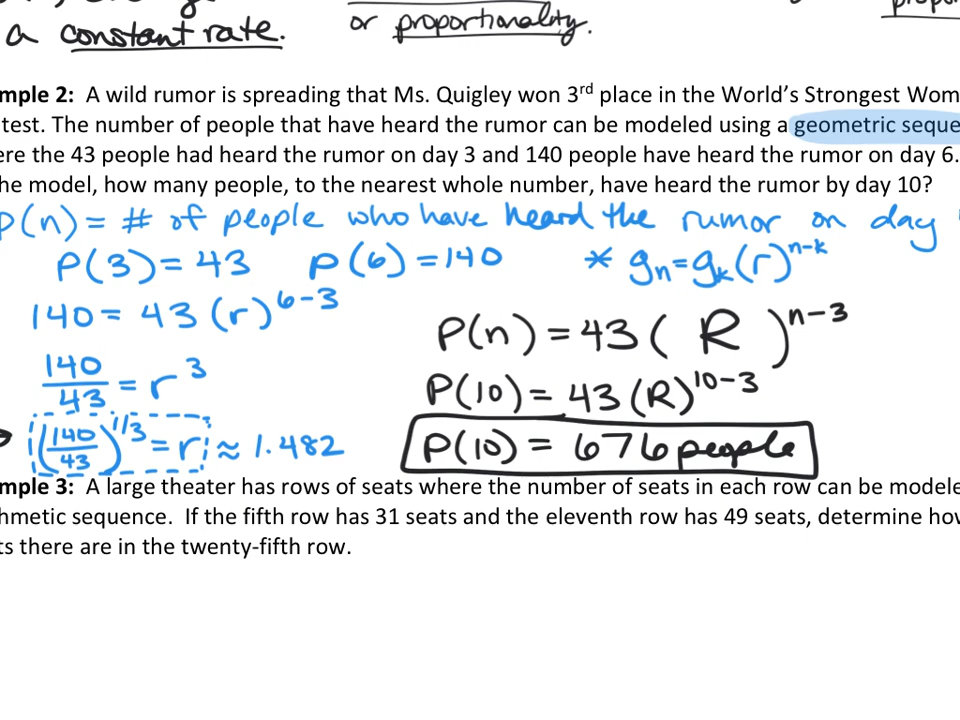 a constant rate. or proportionality.
mple 2: A wild rumor is spreading that Ms. Quigley won 3rd place in the World's Strongest Wom
test. The number of people that have heard the rumor can be modeled using a geometric seque
ere the 43 people had heard the rumor on day 3 and 140 people have heard the rumor on day 6.
he model, how many people, to the nearest whole number, have heard the rumor by day 10?
P(n) = # of people who have heard the rumor on day
P(3) = 43 P(6) = 140 * gn = gk(r)^n-k
140 = 43 (r)^6-3
P(n) = 43 ( R )^n-3
140/43 = r^3
P(10) = 43 (R)^10-3
(140/43)^1/3 = r ≈ 1.482
P(10) = 676 people
mple 3: A large theater has rows of seats where the number of seats in each row can be modele
hmetic sequence. If the fifth row has 31 seats and the eleventh row has 49 seats, determine how
ts there are in the twenty-fifth row.